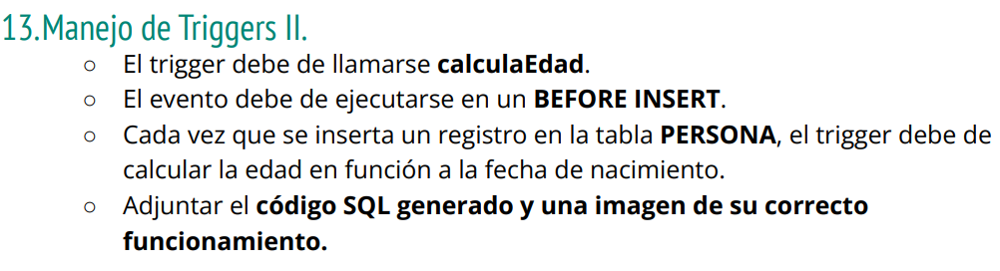 13.Manejo de Triggers II.
○ El trigger debe de llamarse calculaEdad.
○ El evento debe de ejecutarse en un BEFORE INSERT.
○ Cada vez que se inserta un registro en la tabla PERSONA, el trigger debe de
calcular la edad en función a la fecha de nacimiento.
○ Adjuntar el código SQL generado y una imagen de su correcto
funcionamiento.